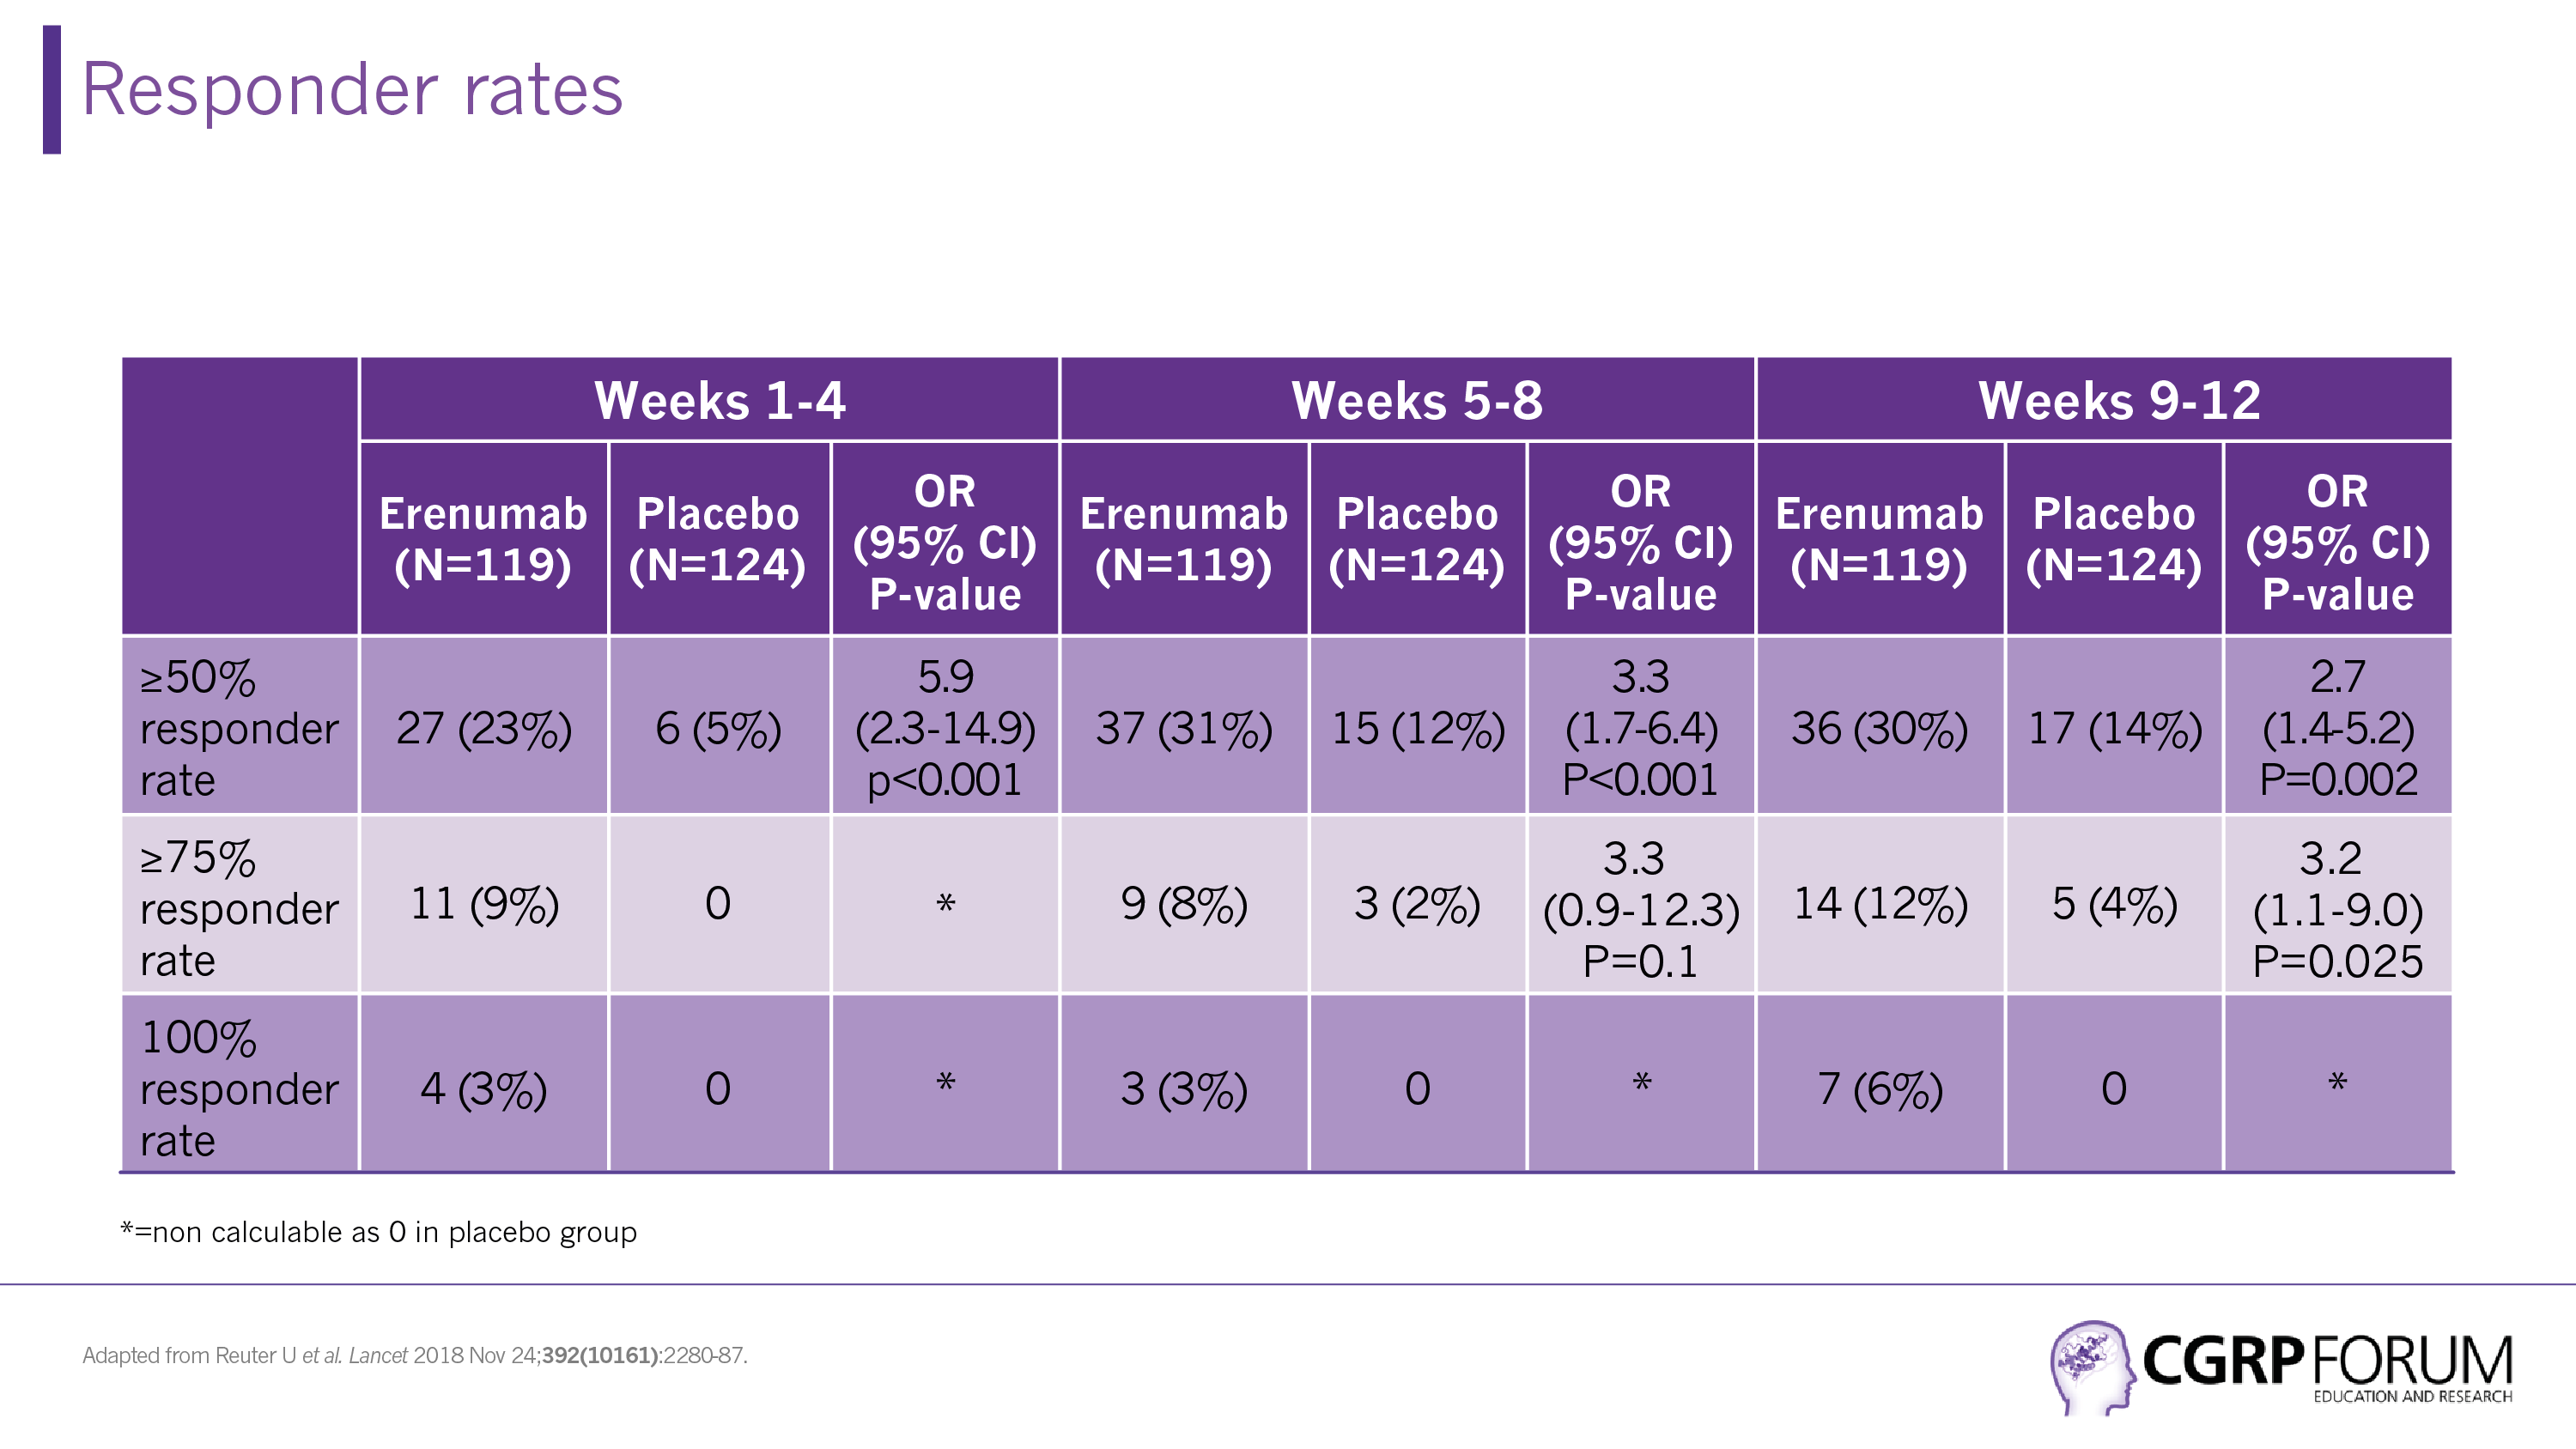 Responder rates
Weeks 1-4 Weeks 5-8 Weeks 9-12
Erenumab (N=119) Placebo (N=124) OR (95% CI) P-value Erenumab (N=119) Placebo (N=124) OR (95% CI) P-value Erenumab (N=119) Placebo (N=124) OR (95% CI) P-value
≥50% responder rate 27 (23%) 6 (5%) 5.9 (2.3-14.9) p<0.001 37 (31%) 15 (12%) 3.3 (1.7-6.4) P<0.001 36 (30%) 17 (14%) 2.7 (1.4-5.2) P=0.002
≥75% responder rate 11 (9%) 0 * 9 (8%) 3 (2%) 3.3 (0.9-12.3) P=0.1 14 (12%) 5 (4%) 3.2 (1.1-9.0) P=0.025
100% responder rate 4 (3%) 0 * 3 (3%) 0 * 7 (6%) 0 *
*=non calculable as 0 in placebo group
Adapted from Reuter U et al. Lancet 2018 Nov 24;392(10161):2280-87.
CGRP FORUM
EDUCATION AND RESEARCH